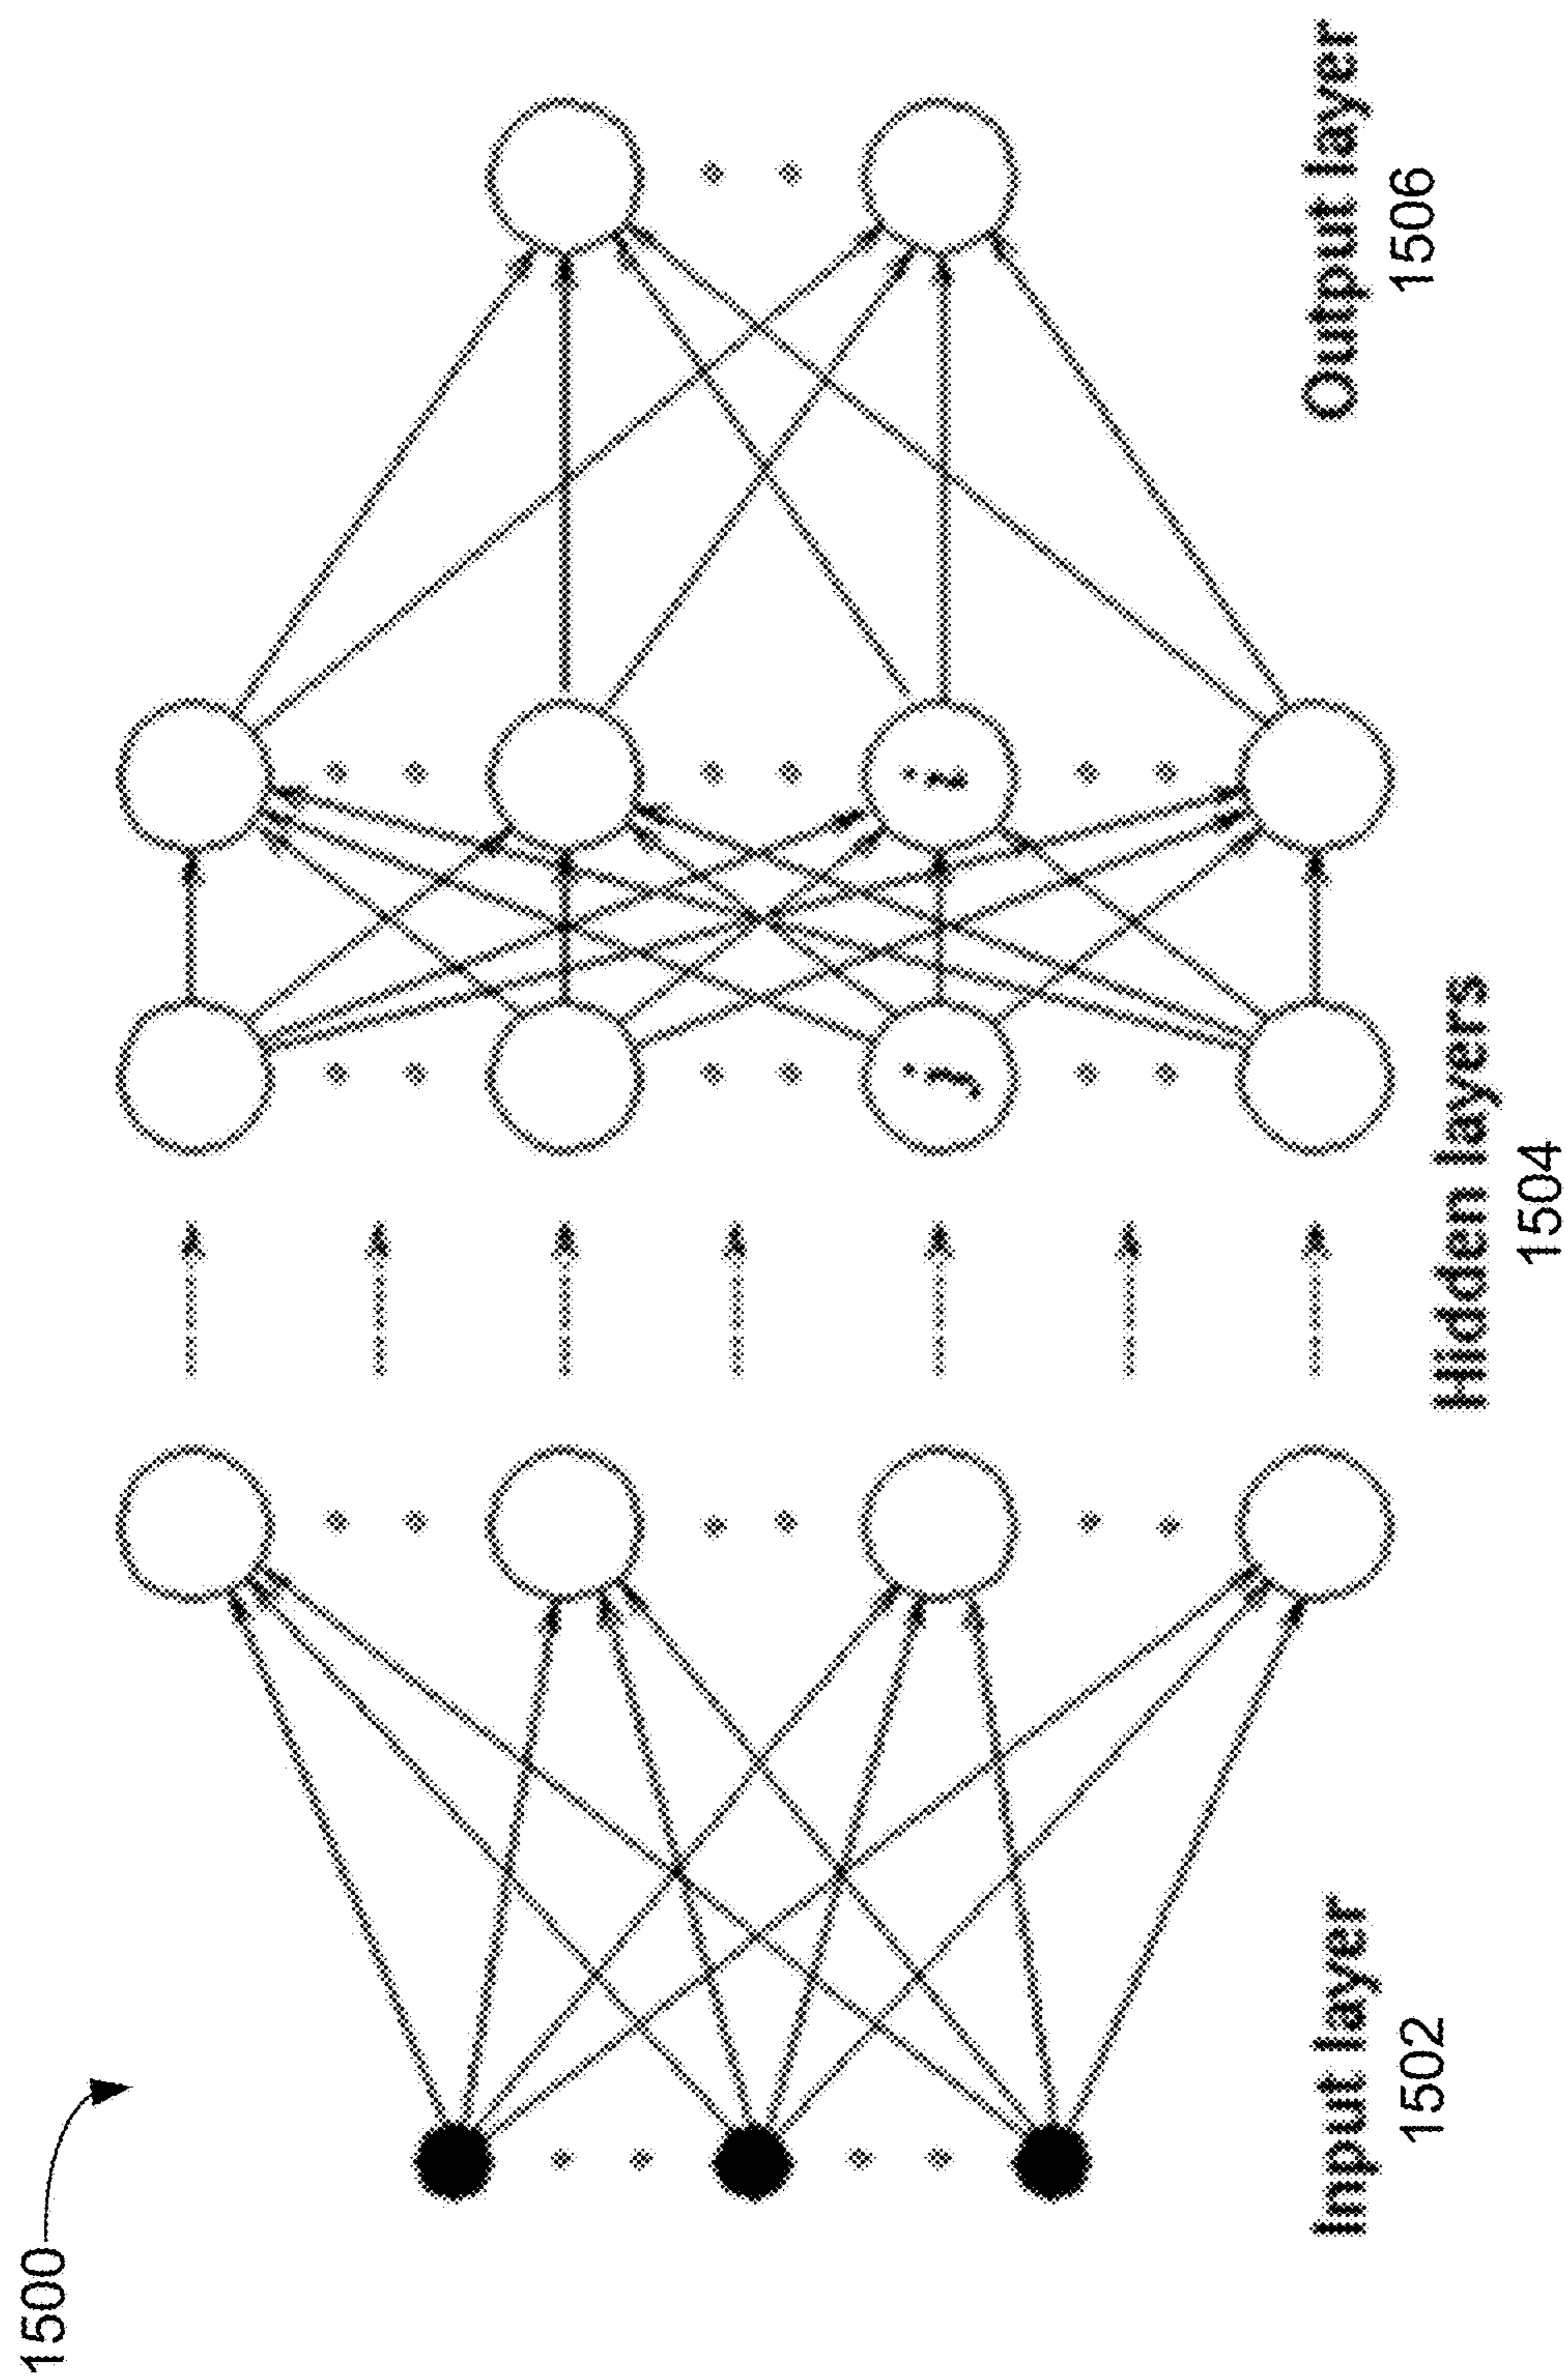 1500
j
i
Input layer
1502
Hidden layers
1504
Output layer
1506